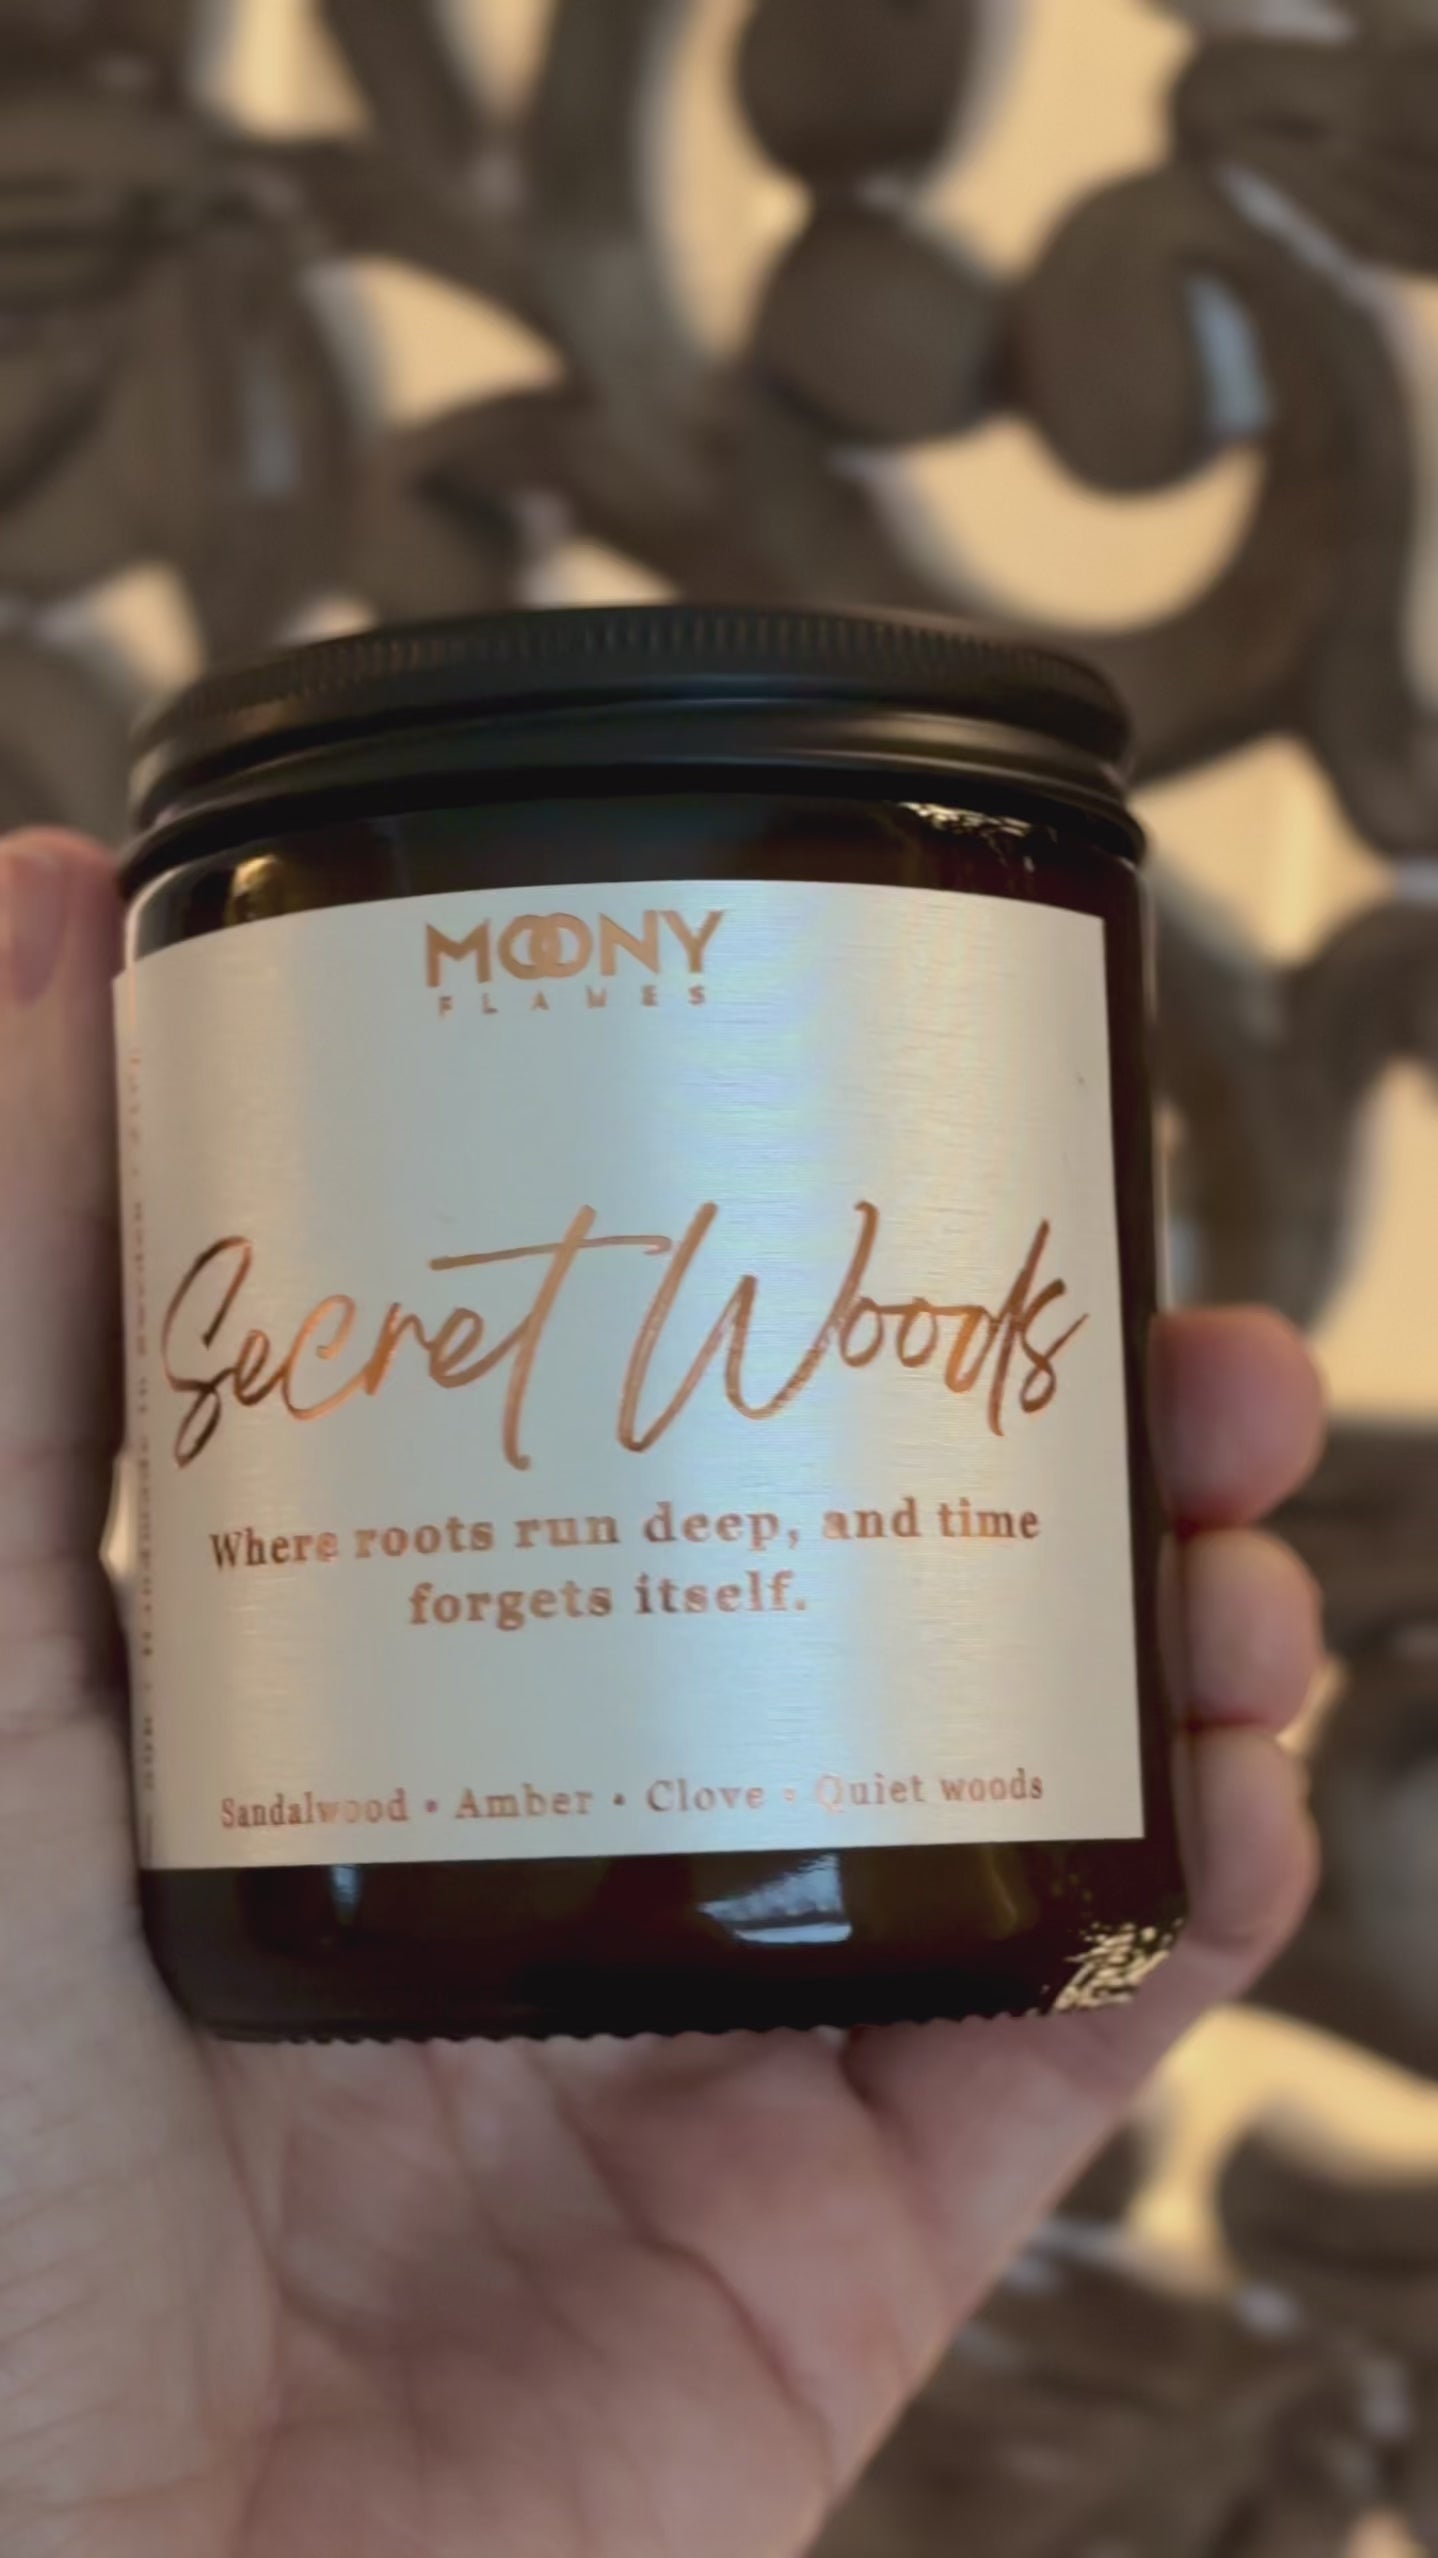 MOONY
FLAMES
Secret Woods
Where roots run deep, and time
forgets itself.
Sandalwood • Amber • Clove • Quiet woods